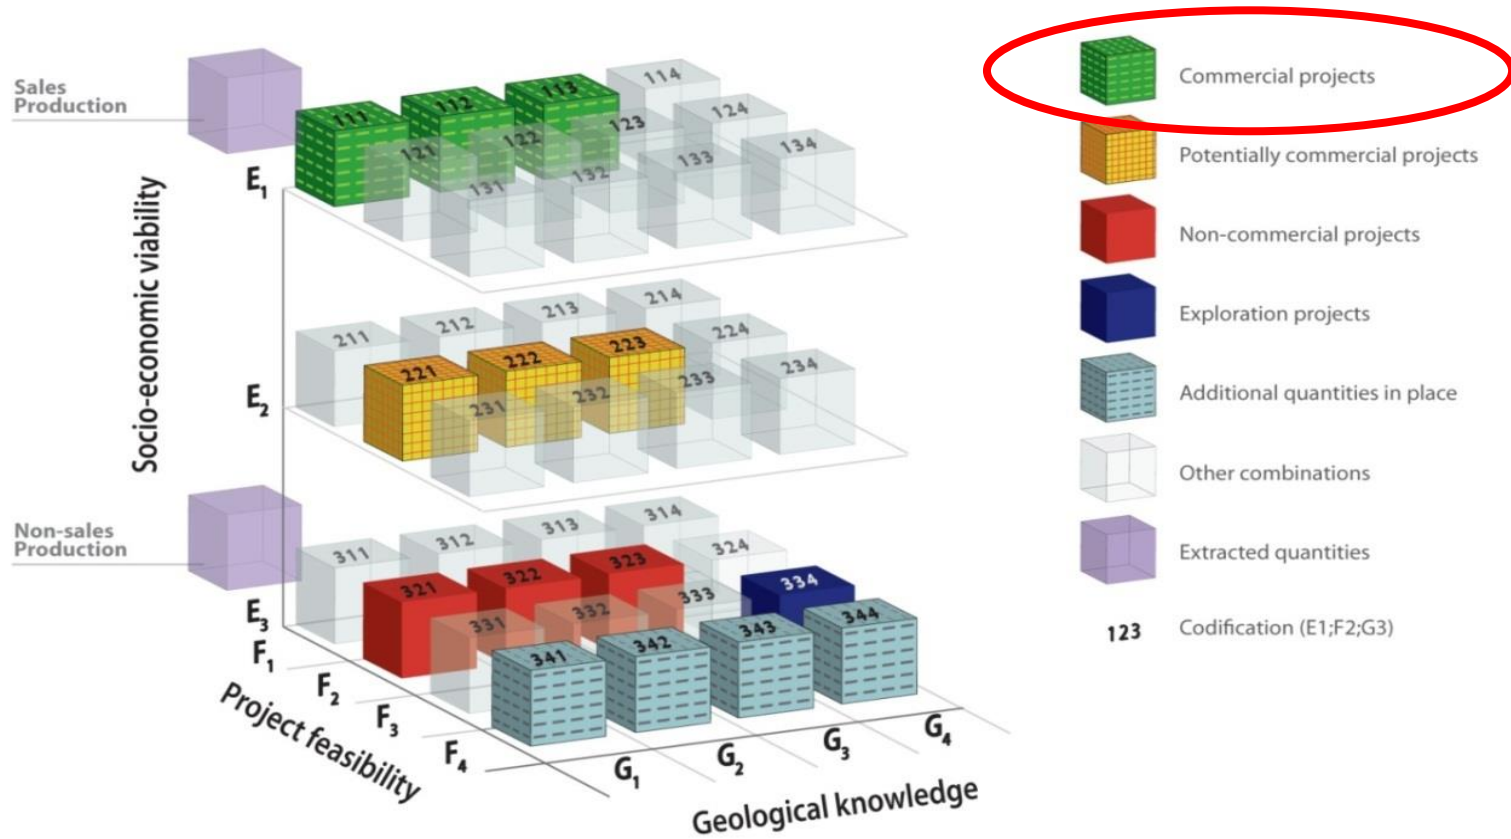 Sales
Production
Socio-economic viability
E1
111
112
113
114
121
122
123
124
131
132
133
134
E2
211
212
213
214
221
222
223
224
231
232
233
234
Non-sales
Production
E3
311
312
313
314
321
322
323
324
331
332
333
334
341
342
343
344
F1
F2
F3
F4
Project feasibility
G1
G2
G3
G4
Geological knowledge
Commercial projects
Potentially commercial projects
Non-commercial projects
Exploration projects
Additional quantities in place
Other combinations
Extracted quantities
123 Codification (E1;F2;G3)